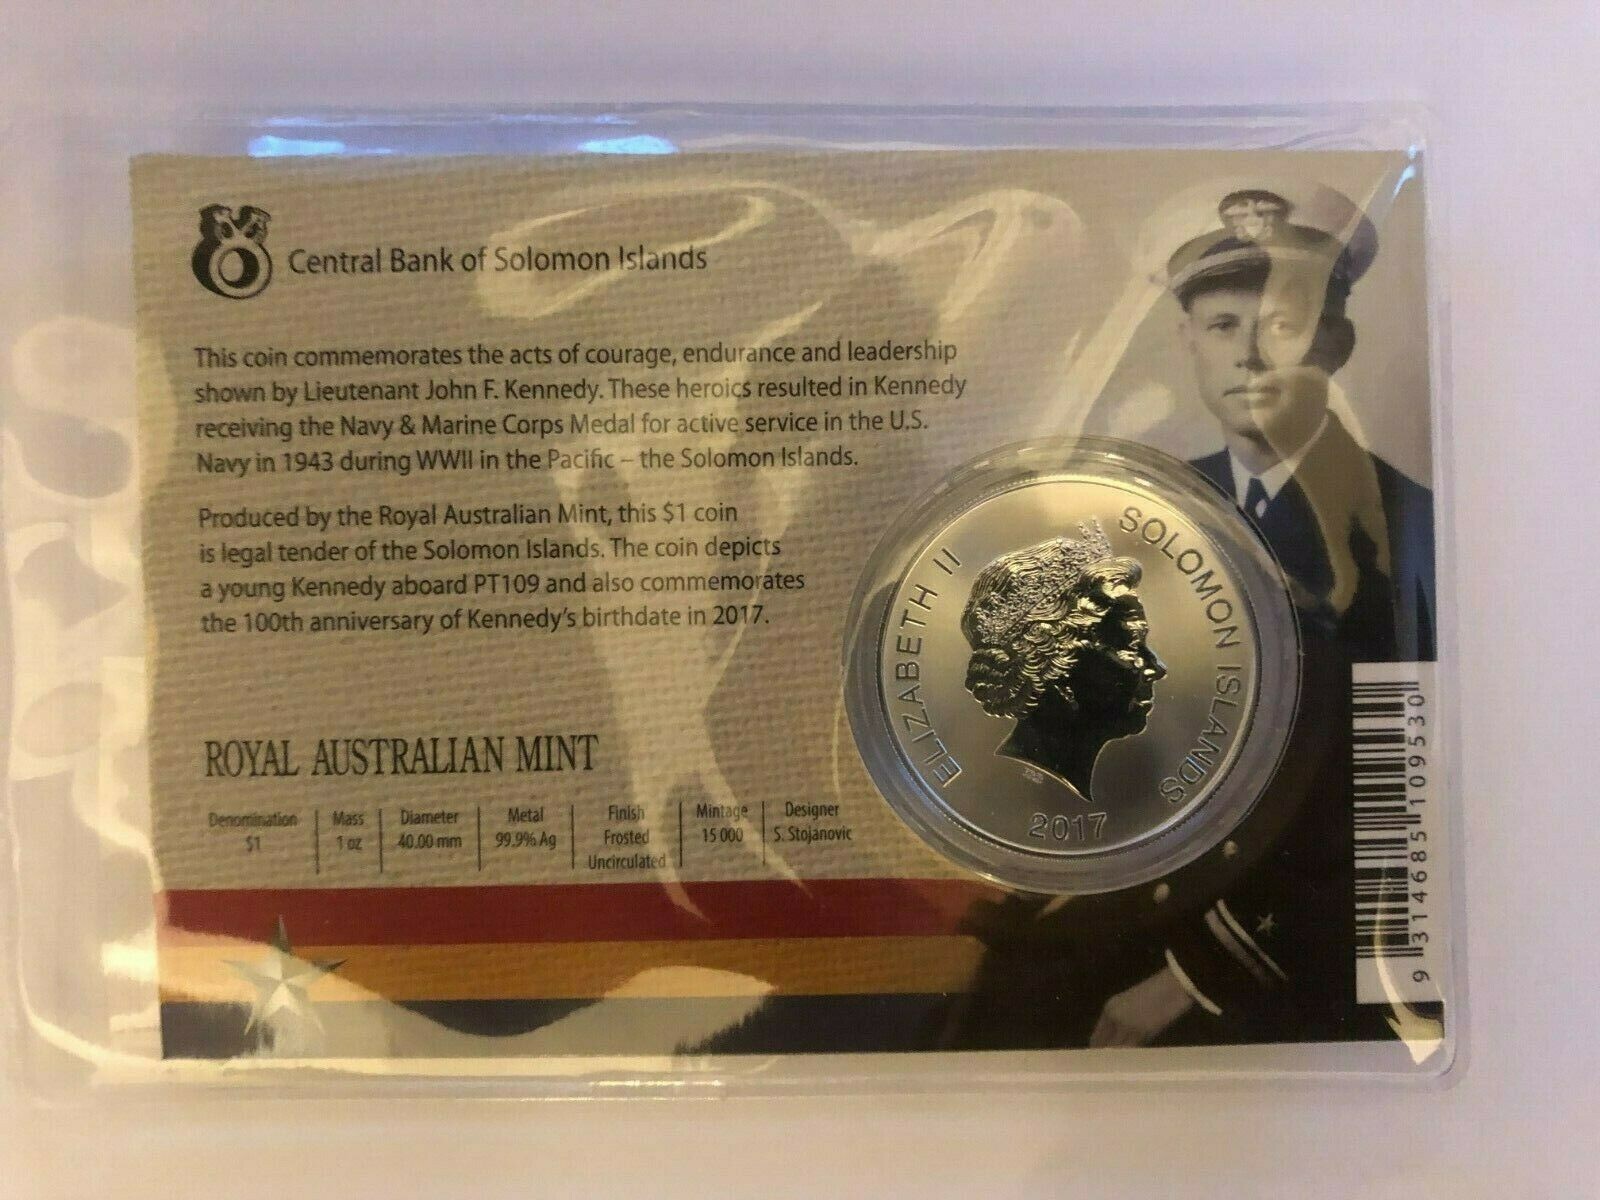 Central Bank of Solomon Islands
This coin commemorates the acts of courage, endurance and leadership
shown by Lieutenant John F. Kennedy. These heroics resulted in Kennedy
receiving the Navy & Marine Corps Medal for active service in the U.S.
Navy in 1943 during WWII in the Pacific – the Solomon Islands.
Produced by the Royal Australian Mint, this $1 coin
is legal tender of the Solomon Islands. The coin depicts
a young Kennedy aboard PT109 and also commemorates
the 100th anniversary of Kennedy's birthdate in 2017.
ROYAL AUSTRALIAN MINT
Denomination
$1
Mass
1 oz
Diameter
40.00 mm
Metal
99.9% Ag
Finish
Frosted
Uncirculated
Mintage
15 000
Designer
S. Stojanovic
ELIZABETH II
SOLOMON ISLANDS
2017
9 314685 109530